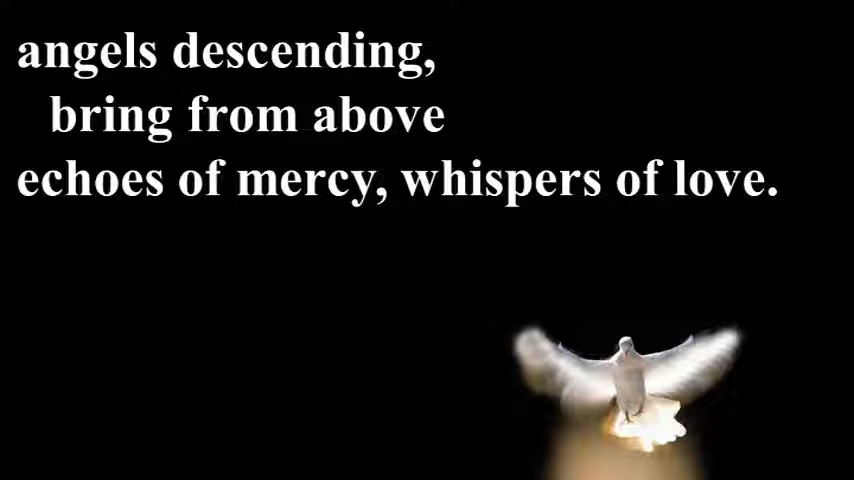 angels descending,
bring from above
echoes of mercy, whispers of love.